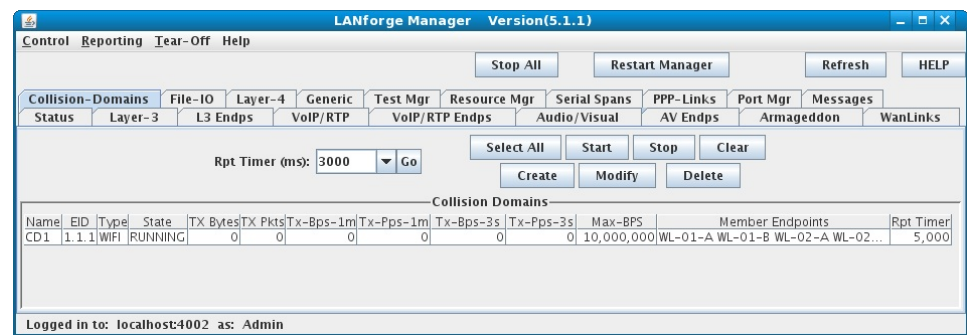 LANforge Manager Version(5.1.1)
Control Reporting Tear-Off Help
Stop All Restart Manager Refresh HELP
Collision-Domains File-IO Layer-4 Generic Test Mgr Resource Mgr Serial Spans PPP-Links Port Mgr Messages
Status Layer-3 L3 Endps VoIP/RTP VoIP/RTP Endps Audio/Visual AV Endps Armageddon WanLinks
Rpt Timer (ms): 3000 Go Select All Start Stop Clear
Create Modify Delete
Collision Domains
Name EID Type State TX Bytes TX Pkts Tx-Bps-1m Tx-Pps-1m Tx-Bps-3s Tx-Pps-3s Max-BPS Member Endpoints Rpt Timer
CD1 1.1.1 WIFI RUNNING 0 0 0 0 0 0 10,000,000 WL-01-A WL-01-B WL-02-A WL-02... 5,000
Logged in to: localhost:4002 as: Admin